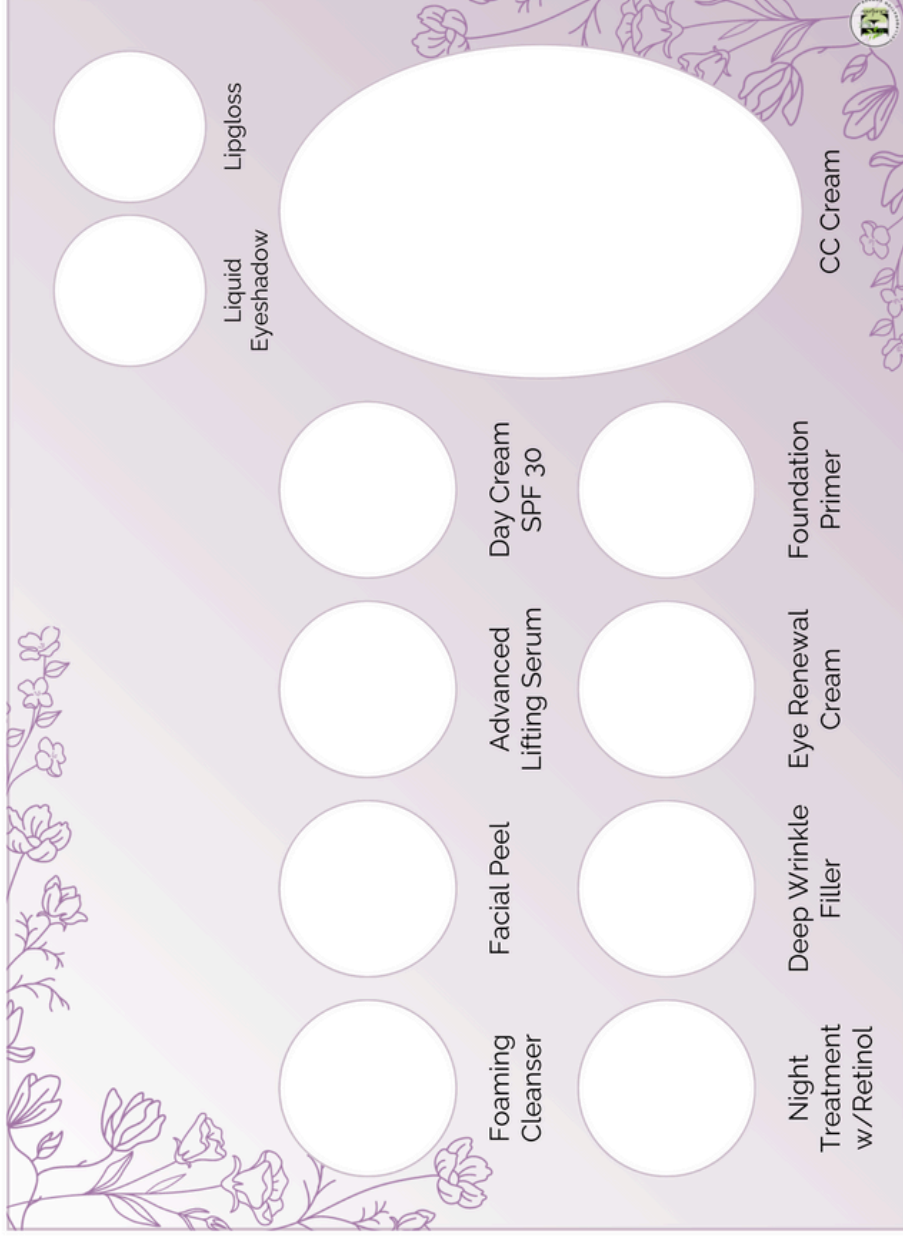 Liquid
Eyeshadow
Lipgloss
Foaming
Cleanser
Facial Peel
Advanced
Lifting Serum
Day Cream
SPF 30
Night
Treatment
w/Retinol
Deep Wrinkle
Filler
Eye Renewal
Cream
Foundation
Primer
CC Cream